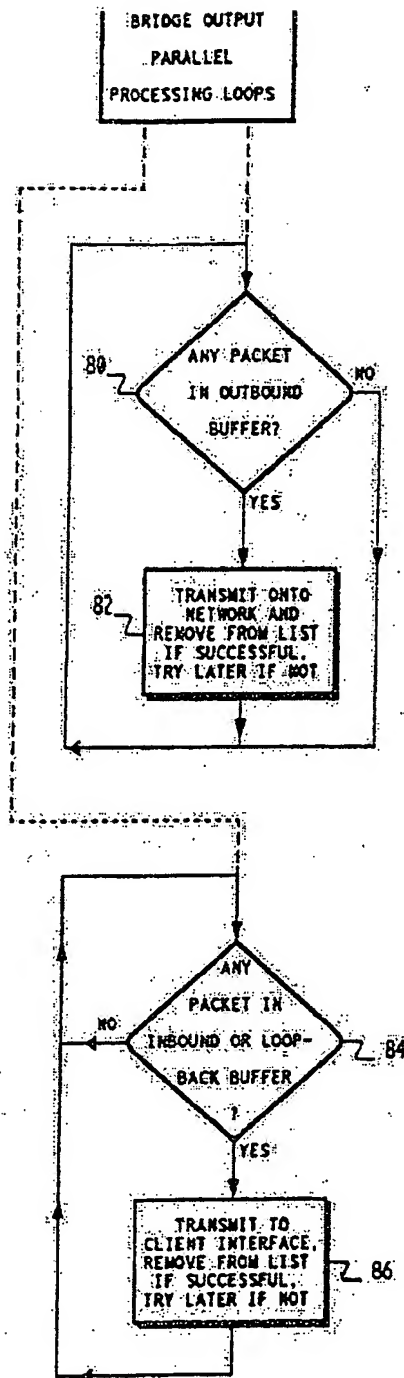 BRIDGE OUTPUT
PARALLEL
PROCESSING LOOPS
80
ANY PACKET
IN OUTBOUND
BUFFER?
NO
YES
82
TRANSMIT ONTO
NETWORK AND
REMOVE FROM LIST
IF SUCCESSFUL,
TRY LATER IF NOT
ANY
PACKET IN
INBOUND OR LOOP-
BACK BUFFER
?
NO
84
YES
TRANSMIT TO
CLIENT INTERFACE,
REMOVE FROM LIST
IF SUCCESSFUL,
TRY LATER IF NOT
86